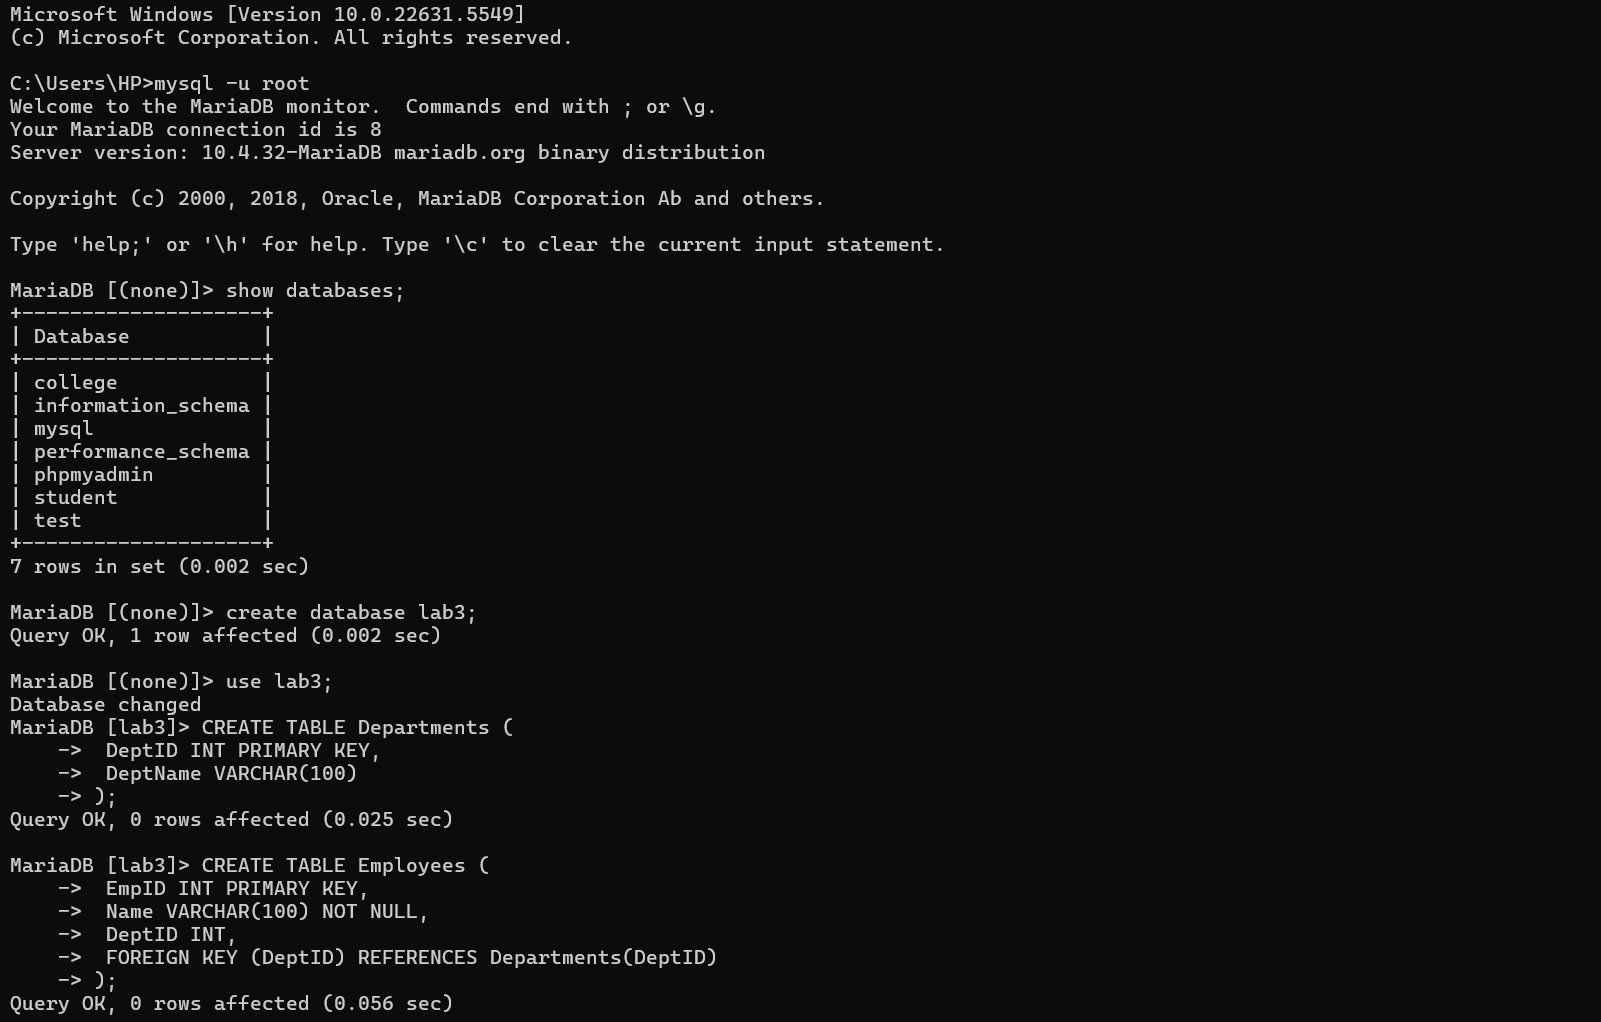 Microsoft Windows [Version 10.0.22631.5549]
(c) Microsoft Corporation. All rights reserved.

C:\Users\HP>mysql -u root
Welcome to the MariaDB monitor.  Commands end with ; or \g.
Your MariaDB connection id is 8
Server version: 10.4.32-MariaDB mariadb.org binary distribution

Copyright (c) 2000, 2018, Oracle, MariaDB Corporation Ab and others.

Type 'help;' or '\h' for help. Type '\c' to clear the current input statement.

MariaDB [(none)]> show databases;
+--------------------+
| Database           |
+--------------------+
| college            |
| information_schema |
| mysql              |
| performance_schema |
| phpmyadmin         |
| student            |
| test               |
+--------------------+
7 rows in set (0.002 sec)

MariaDB [(none)]> create database lab3;
Query OK, 1 row affected (0.002 sec)

MariaDB [(none)]> use lab3;
Database changed
MariaDB [lab3]> CREATE TABLE Departments (
    ->  DeptID INT PRIMARY KEY,
    ->  DeptName VARCHAR(100)
    -> );
Query OK, 0 rows affected (0.025 sec)

MariaDB [lab3]> CREATE TABLE Employees (
    ->  EmpID INT PRIMARY KEY,
    ->  Name VARCHAR(100) NOT NULL,
    ->  DeptID INT,
    ->  FOREIGN KEY (DeptID) REFERENCES Departments(DeptID)
    -> );
Query OK, 0 rows affected (0.056 sec)